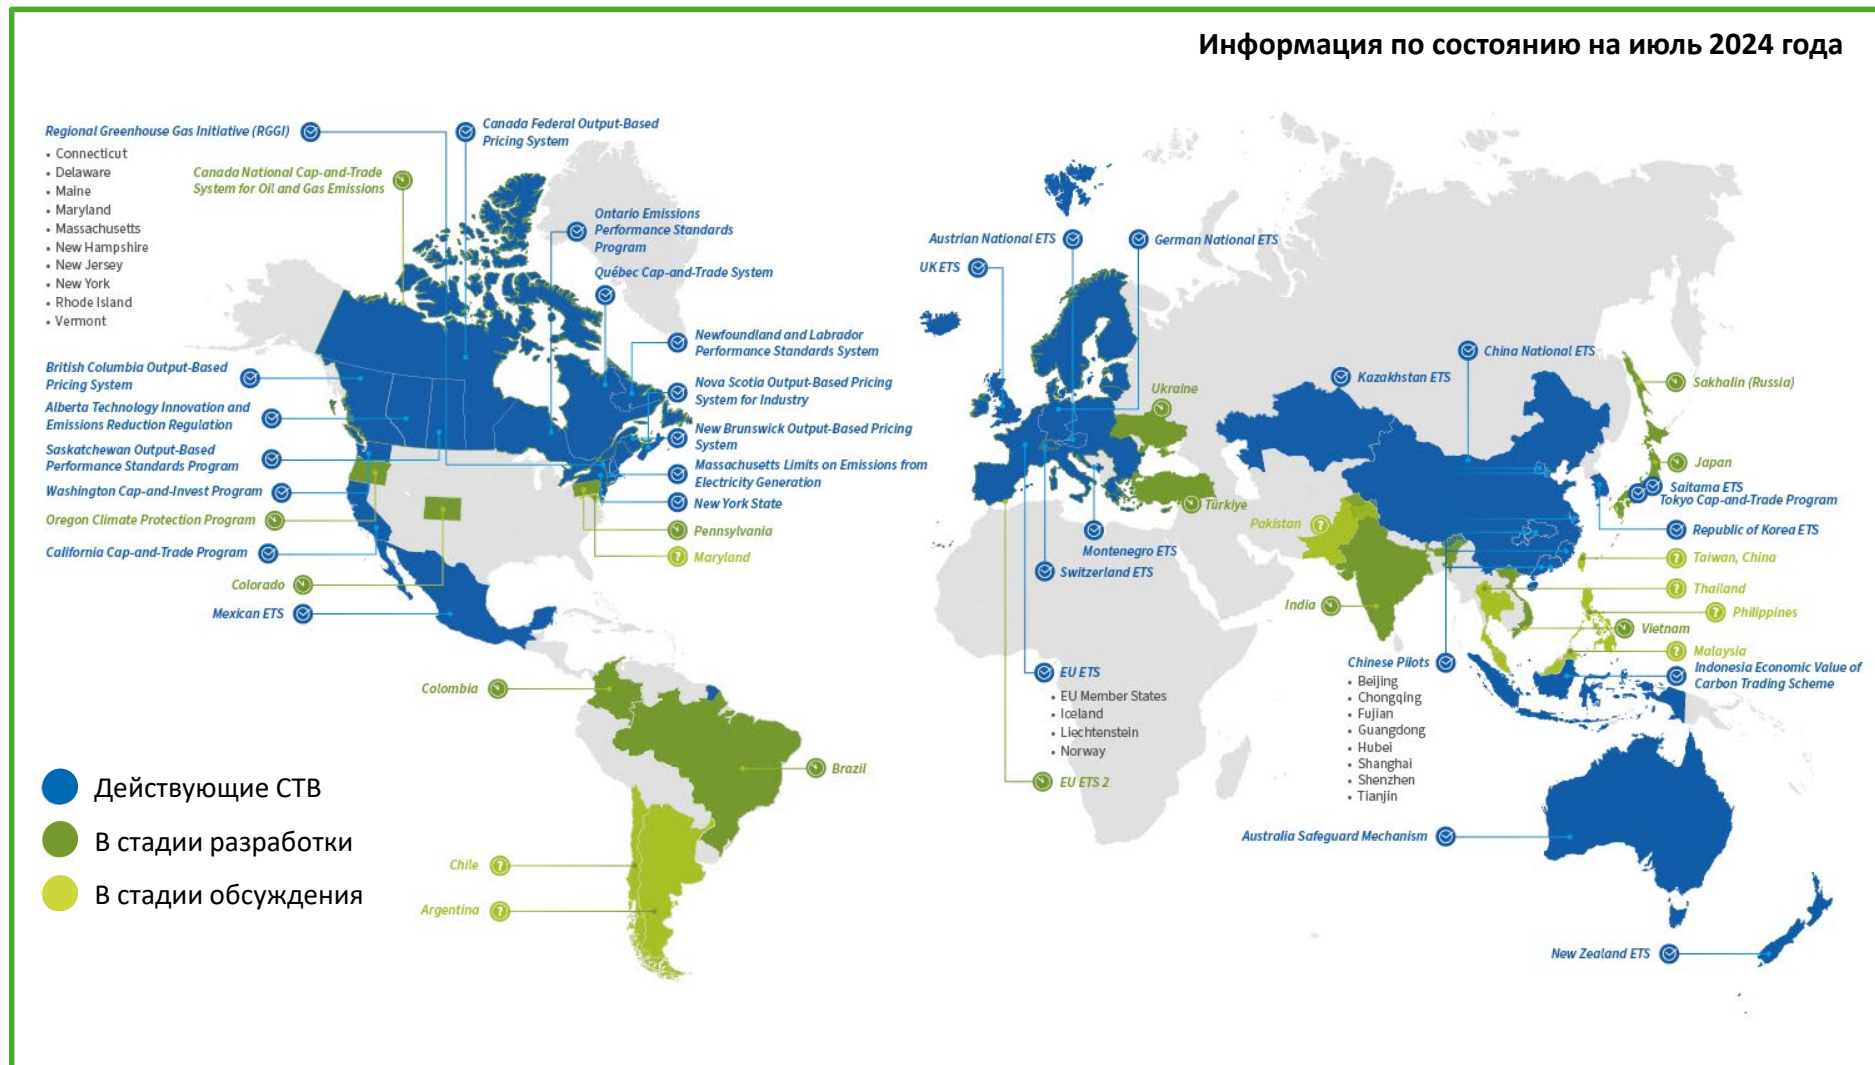 Информация по состоянию на июль 2024 года
Regional Greenhouse Gas Initiative (RGGI)
• Connecticut
• Delaware
• Maine
• Maryland
• Massachusetts
• New Hampshire
• New Jersey
• New York
• Rhode Island
• Vermont
Canada Federal Output-Based
Pricing System
Canada National Cap-and-Trade
System for Oil and Gas Emissions
Ontario Emissions
Performance Standards
Program
Québec Cap-and-Trade System
Newfoundland and Labrador
Performance Standards System
Nova Scotia Output-Based Pricing
System for Industry
New Brunswick Output-Based Pricing
System
Massachusetts Limits on Emissions from
Electricity Generation
New York State
Pennsylvania
Maryland
British Columbia Output-Based
Pricing System
Alberta Technology Innovation and
Emissions Reduction Regulation
Saskatchewan Output-Based
Performance Standards Program
Washington Cap-and-Invest Program
Oregon Climate Protection Program
California Cap-and-Trade Program
Colorado
Mexican ETS
Colombia
Brazil
Chile
Argentina
Действующие СТВ
В стадии разработки
В стадии обсуждения
Austrian National ETS
German National ETS
UK ETS
Ukraine
Türkiye
Montenegro ETS
Switzerland ETS
EU ETS
• EU Member States
• Iceland
• Liechtenstein
• Norway
EU ETS 2
Kazakhstan ETS
China National ETS
Sakhalin (Russia)
Japan
Saitama ETS
Tokyo Cap-and-Trade Program
Republic of Korea ETS
Taiwan, China
Thailand
Philippines
Vietnam
Malaysia
Indonesia Economic Value of
Carbon Trading Scheme
Pakistan
India
Chinese Pilots
• Beijing
• Chongqing
• Fujian
• Guangdong
• Hubei
• Shanghai
• Shenzhen
• Tianjin
Australia Safeguard Mechanism
New Zealand ETS